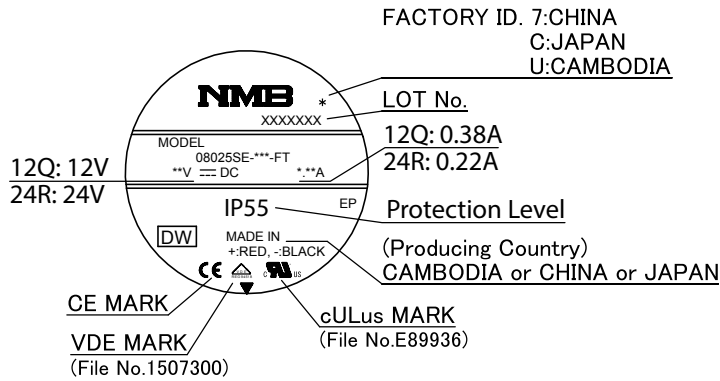 FACTORY ID. 7:CHINA
C:JAPAN
U:CAMBODIA
NMB *
LOT No.
XXXXXXX
12Q: 0.38A
24R: 0.22A
MODEL
08025SE-***-FT
**V ⎓ DC *.**A
12Q: 12V
24R: 24V
IP55
EP
Protection Level
DW
MADE IN
+:RED, -:BLACK
(Producing Country)
CAMBODIA or CHINA or JAPAN
CE
c UR US
CE MARK
cULus MARK
(File No.E89936)
VDE MARK
(File No.1507300)